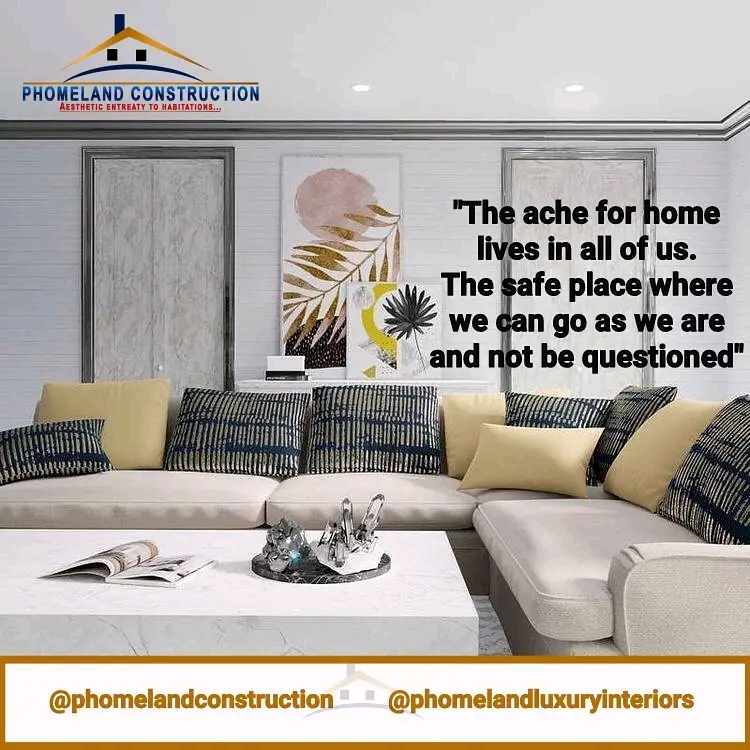 PHOMELAND CONSTRUCTION
AESTHETIC ENTREATY TO HABITATIONS...
"The ache for home
lives in all of us.
The safe place where
we can go as we are
and not be questioned"
@phomelandconstruction @phomelandluxuryinteriors